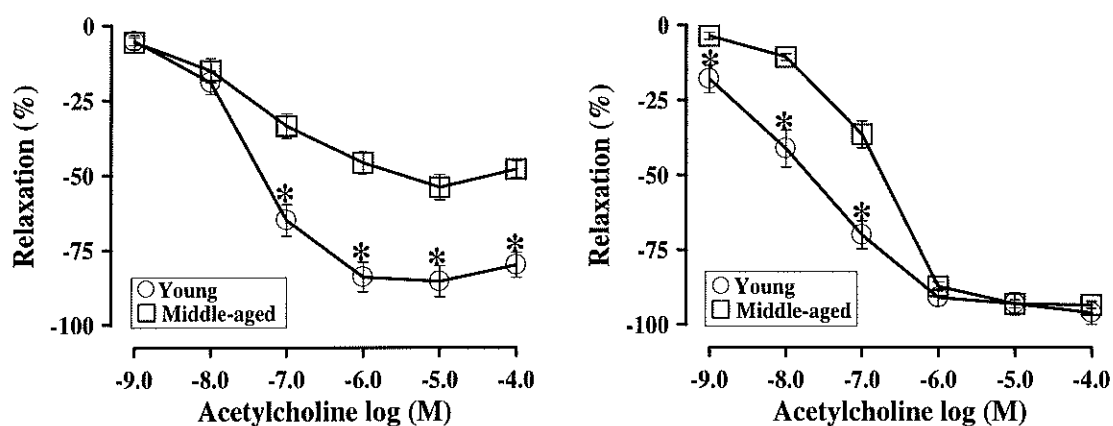 Relaxation (%)
0
-25
-50
-75
-100
*
*
*
*
Young
Middle-aged
-9.0 -8.0 -7.0 -6.0 -5.0 -4.0
Acetylcholine log (M)
Relaxation (%)
0
-25
-50
-75
-100
*
*
*
Young
Middle-aged
-9.0 -8.0 -7.0 -6.0 -5.0 -4.0
Acetylcholine log (M)